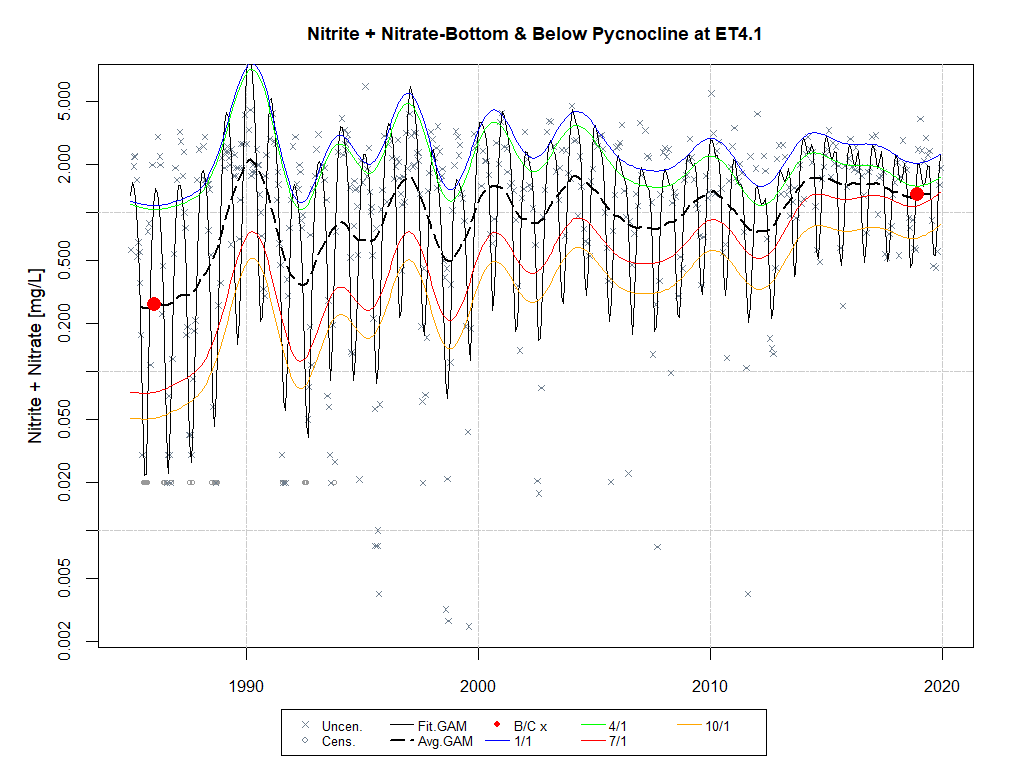 Nitrite + Nitrate-Bottom & Below Pycnocline at ET4.1
Nitrite + Nitrate [mg/L]
5.000
2.000
0.500
0.200
0.050
0.020
0.005
0.002
1990 2000 2010 2020
Uncen. Fit.GAM B/C x 4/1 10/1
Cens. Avg.GAM 1/1 7/1